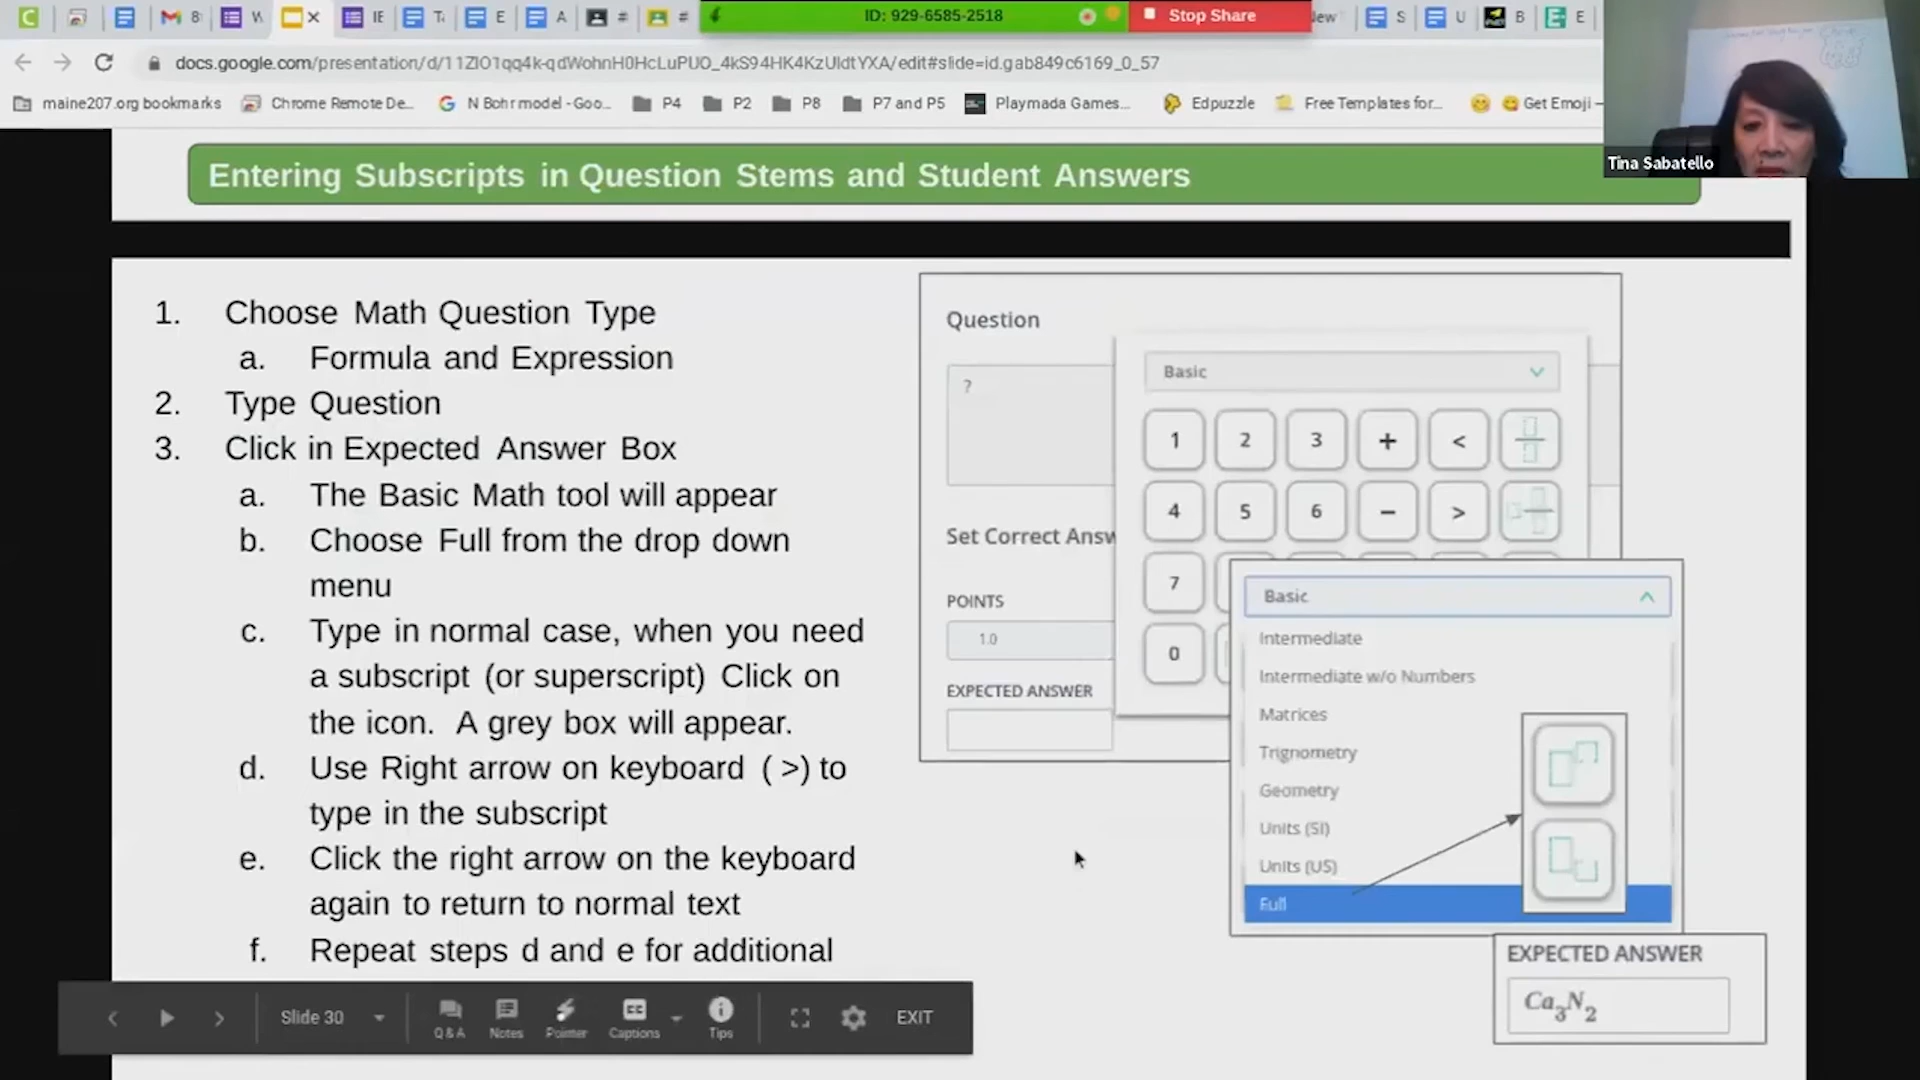 8
W
IE
T
E
A
#
#
ID: 929-6585-2518
Stop Share
S
U
B
E
docs.google.com/presentation/d/11ZIO1qq4k-qdWohnH0HcLuPUO_4kS94HK4KzUldtYXA/edit#slide=id.gab849c6169_0_57
maine207.org bookmarks
Chrome Remote De...
N Bohr model - Goo...
P4
P2
P8
P7 and P5
Playmada Games...
Edpuzzle
Free Templates for...
Get Emoji –
Tina Sabatello
Entering Subscripts in Question Stems and Student Answers
1. Choose Math Question Type
a. Formula and Expression
2. Type Question
3. Click in Expected Answer Box
a. The Basic Math tool will appear
b. Choose Full from the drop down
menu
c. Type in normal case, when you need
a subscript (or superscript) Click on
the icon. A grey box will appear.
d. Use Right arrow on keyboard ( >) to
type in the subscript
e. Click the right arrow on the keyboard
again to return to normal text
f. Repeat steps d and e for additional
Question
?
Set Correct Answ
POINTS
1.0
EXPECTED ANSWER
Basic
1 2 3 + <
4 5 6 − >
7
0
Basic
Intermediate
Intermediate w/o Numbers
Matrices
Trignometry
Geometry
Units (SI)
Units (US)
Full
EXPECTED ANSWER
Ca₃N₂
Slide 30
Q & A
Notes
Pointer
Captions
Tips
EXIT